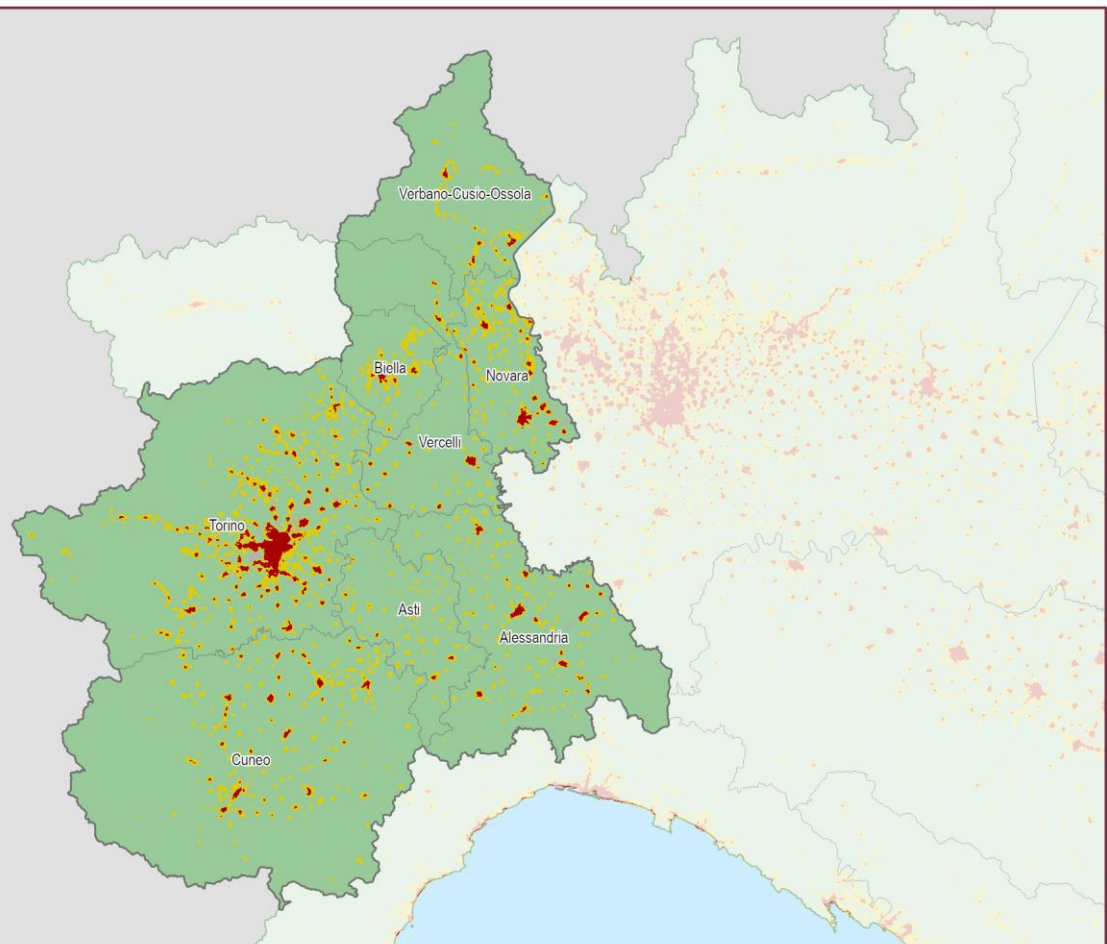 Verbano-Cusio-Ossola
Biella
Novara
Vercelli
Torino
Asti
Alessandria
Cuneo